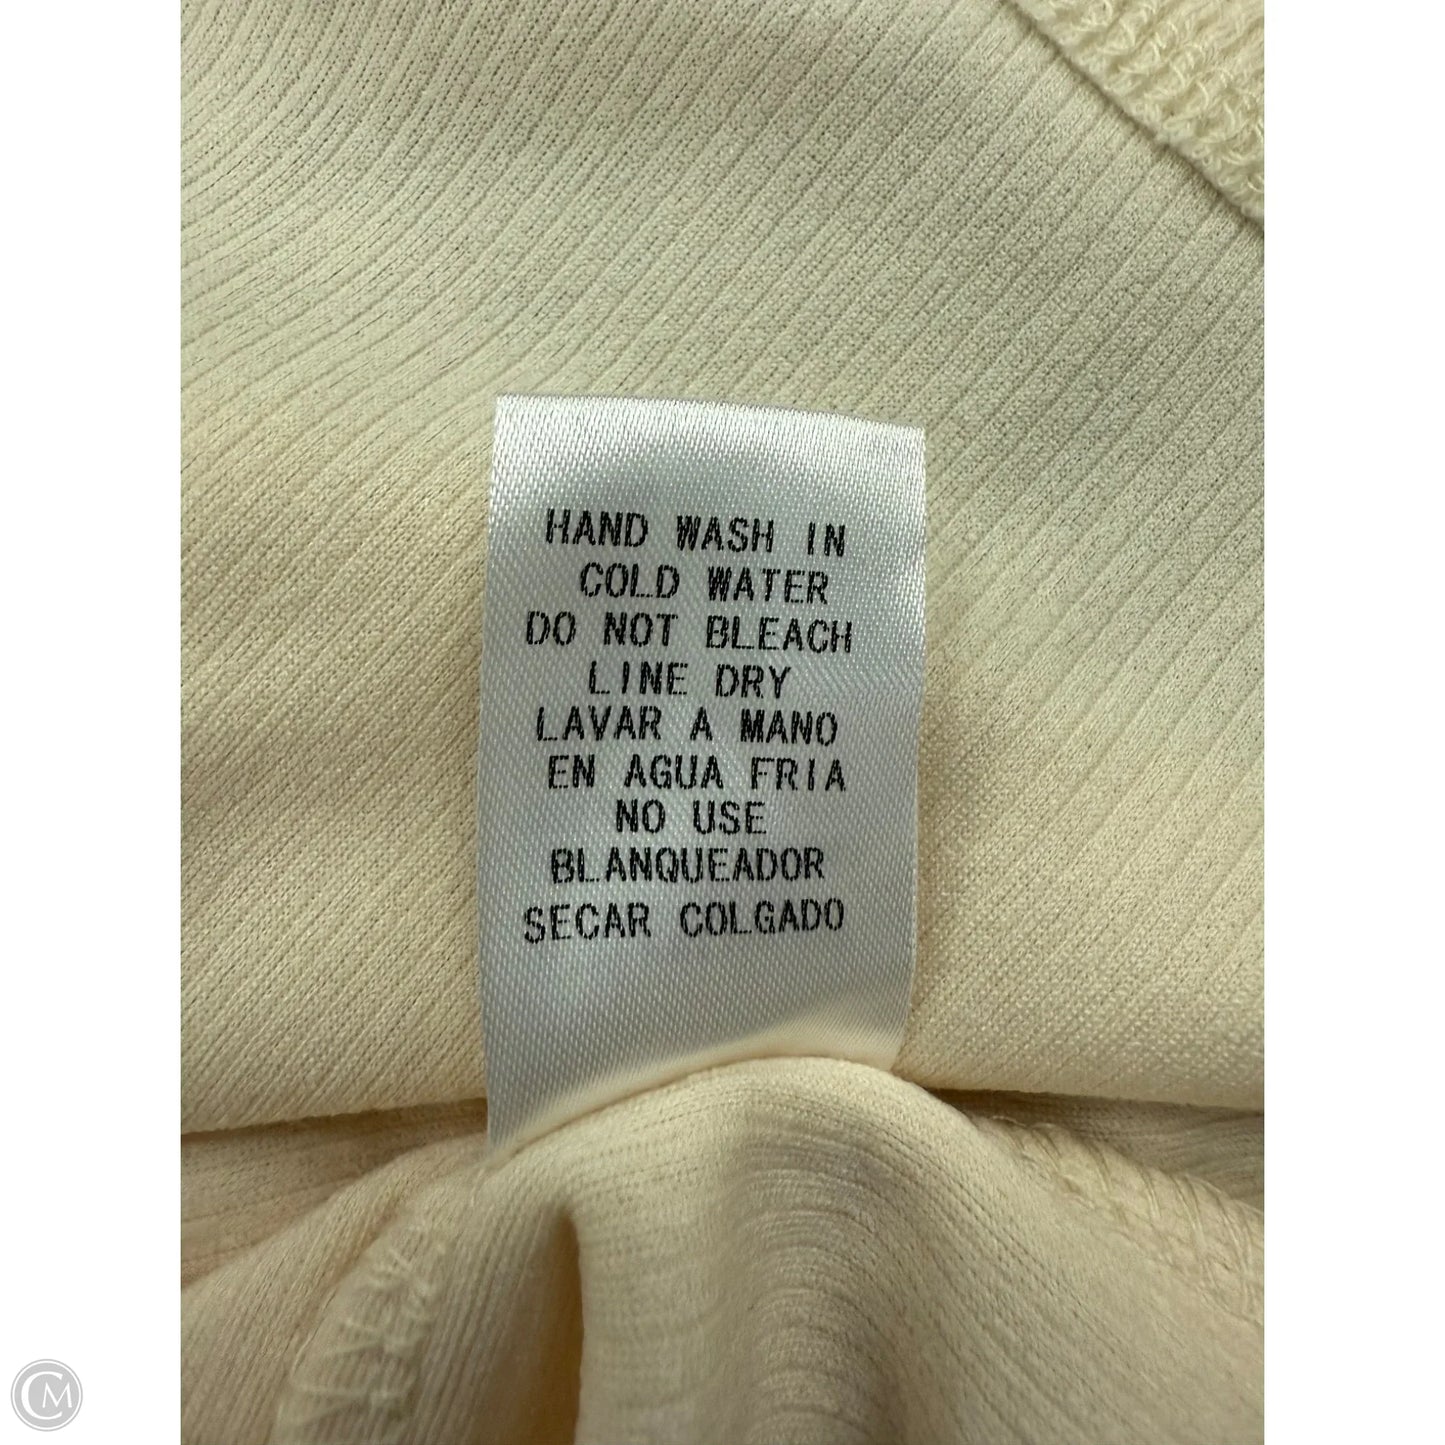 HAND WASH IN
COLD WATER
DO NOT BLEACH
LINE DRY
LAVAR A MANO
EN AGUA FRIA
NO USE
BLANQUEADOR
SECAR COLGADO
CM